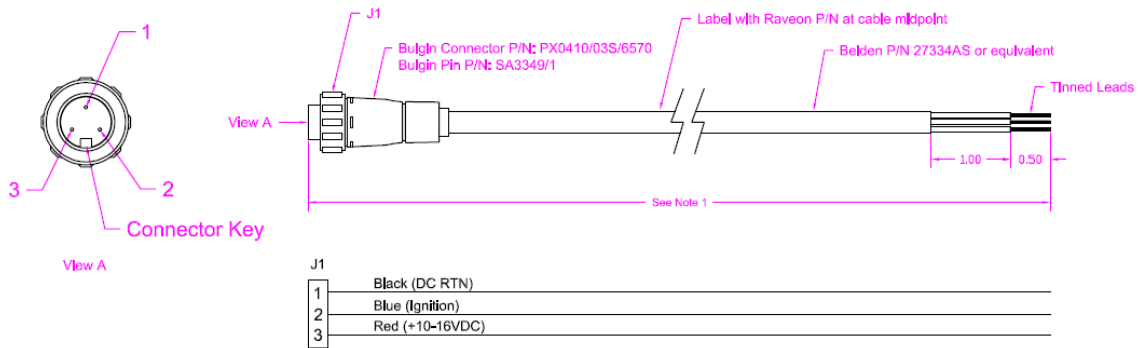 1
3
2
Connector Key
View A
J1
Bulgin Connector P/N: PX0410/03S/6570
Bulgin Pin P/N: SA3349/1
Label with Raveon P/N at cable midpoint
Belden P/N 27334AS or equivalent
Tinned Leads
View A
1.00
0.50
See Note 1
J1
1 Black (DC RTN)
2 Blue (Ignition)
3 Red (+10-16VDC)